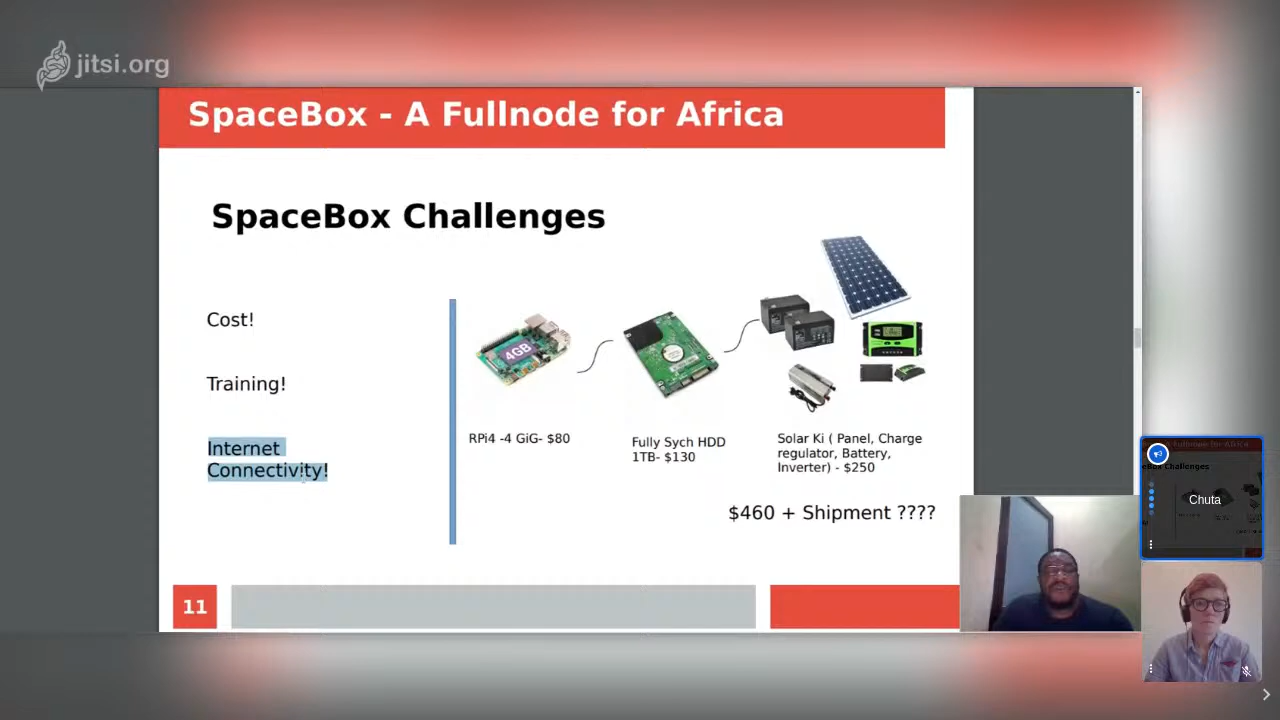 jitsi.org
SpaceBox - A Fullnode for Africa
SpaceBox Challenges
Cost!
Training!
Internet
Connectivity!
4GB
RPi4 -4 GiG- $80
Fully Sych HDD
1TB- $130
Solar Ki ( Panel, Charge
regulator, Battery,
Inverter) - $250
$460 + Shipment ????
11
Chuta